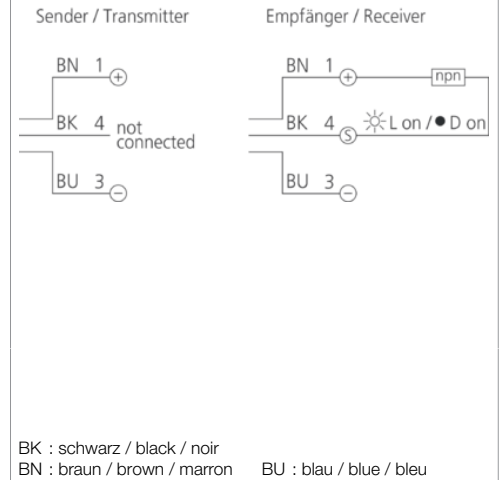 Sender / Transmitter
BN 1 +
BK 4 not connected
BU 3 −
Empfänger / Receiver
BN 1 + npn
BK 4 S L on / ● D on
BU 3 −
BK : schwarz / black / noir
BN : braun / brown / marron BU : blau / blue / bleu